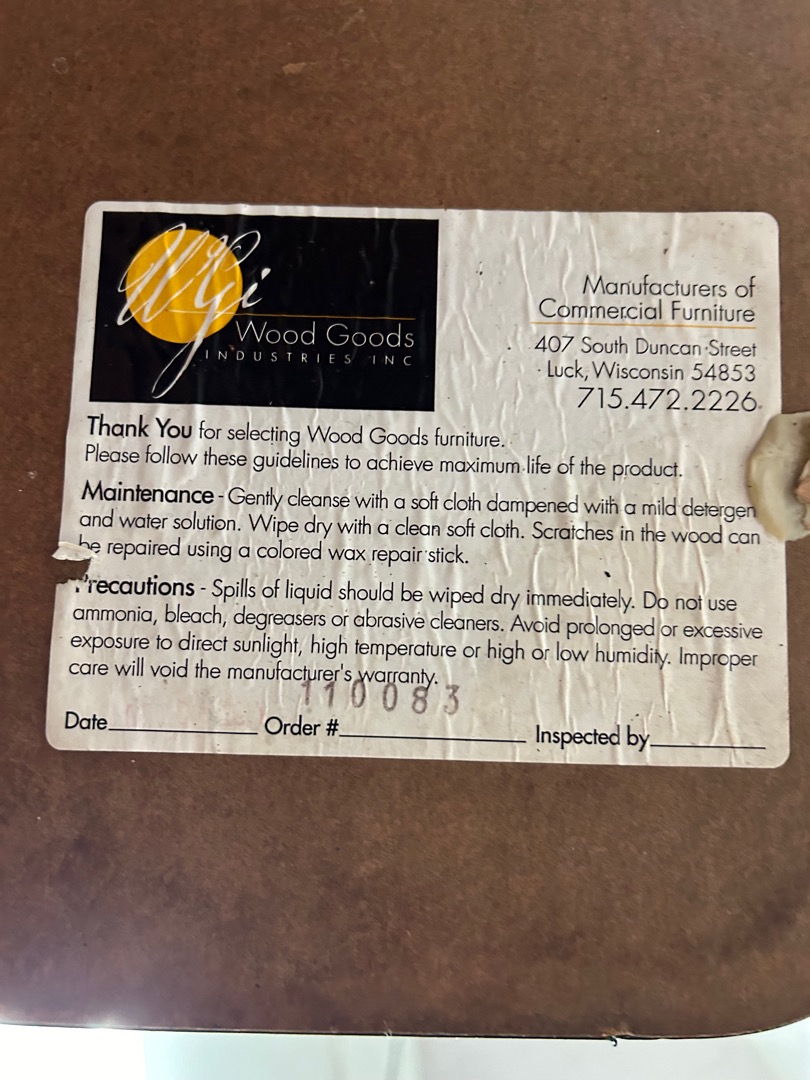 WGi
Wood Goods
INDUSTRIES INC
Manufacturers of
Commercial Furniture
407 South Duncan Street
Luck, Wisconsin 54853
715.472.2226
Thank You for selecting Wood Goods furniture.
Please follow these guidelines to achieve maximum life of the product.
Maintenance - Gently cleanse with a soft cloth dampened with a mild detergen
and water solution. Wipe dry with a clean soft cloth. Scratches in the wood can
be repaired using a colored wax repair stick.
Precautions - Spills of liquid should be wiped dry immediately. Do not use
ammonia, bleach, degreasers or abrasive cleaners. Avoid prolonged or excessive
exposure to direct sunlight, high temperature or high or low humidity. Improper
care will void the manufacturer's warranty.
110083
Date Order # Inspected by